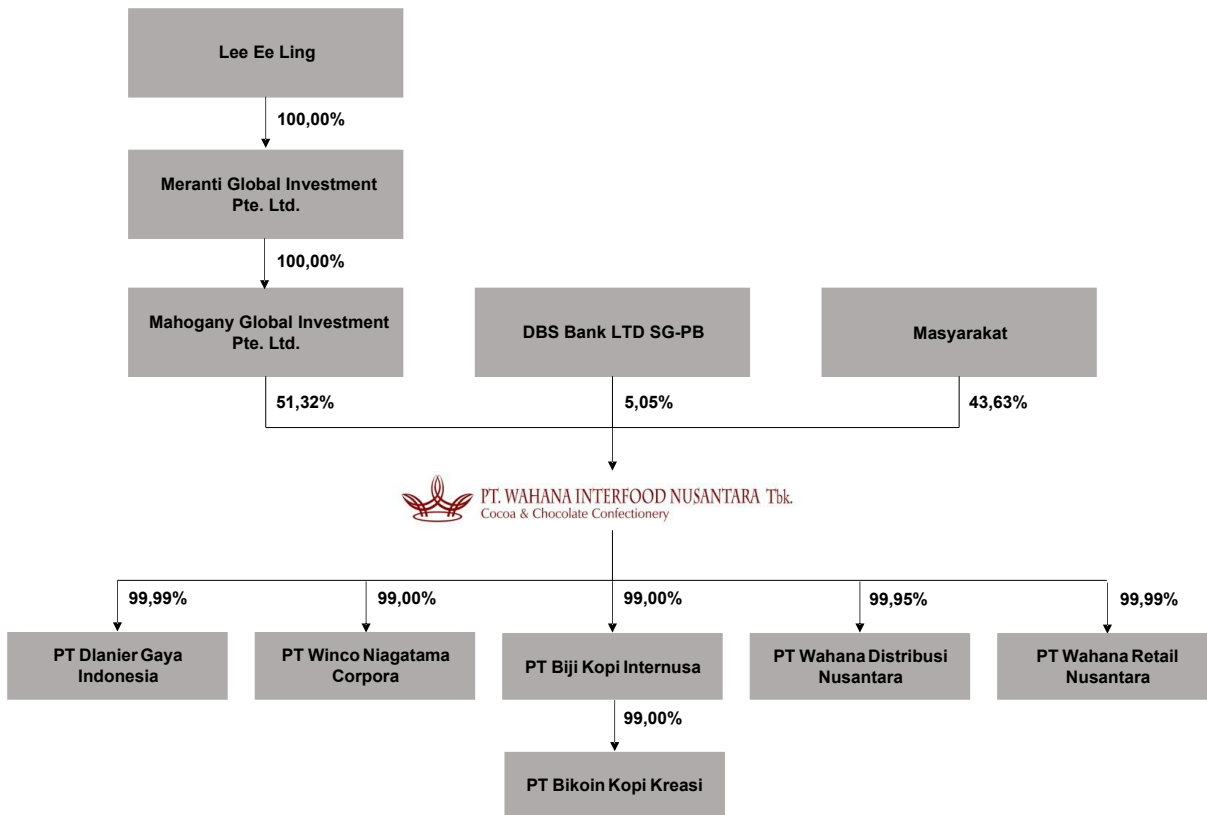 Lee Ee Ling
100,00%
Meranti Global Investment
Pte. Ltd.
100,00%
Mahogany Global Investment
Pte. Ltd.
DBS Bank LTD SG-PB
Masyarakat
51,32%
5,05%
43,63%
PT. WAHANA INTERFOOD NUSANTARA Tbk.
Cocoa & Chocolate Confectionery
99,99%
99,00%
99,00%
99,95%
99,99%
PT Dlanier Gaya
Indonesia
PT Winco Niagatama
Corpora
PT Biji Kopi Internusa
PT Wahana Distribusi
Nusantara
PT Wahana Retail
Nusantara
99,00%
PT Bikoin Kopi Kreasi